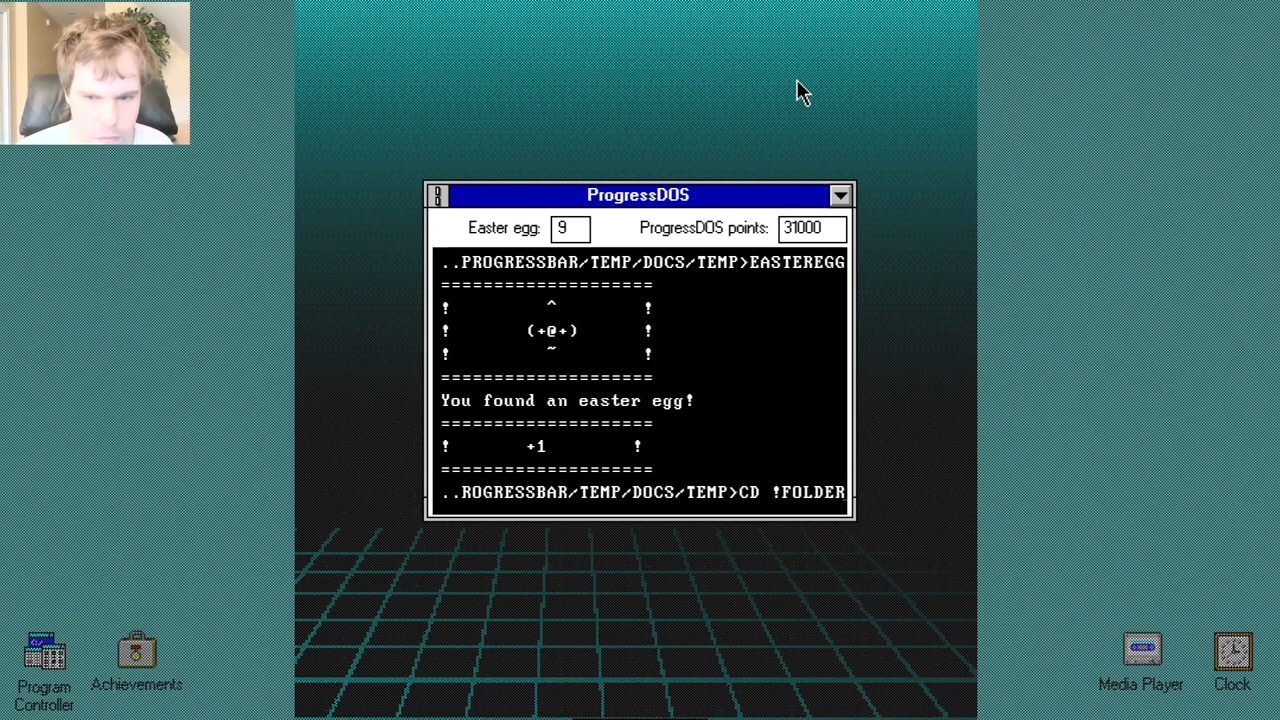 ProgressDOS
Easter egg: 9 ProgressDOS points: 31000
..PROGRESSBAR/TEMP/DOCS/TEMP>EASTEREGG
====================
!          ^         !
!        (+@+)       !
!          ~         !
====================
You found an easter egg!
====================
!        +1         !
====================
..ROGRESSBAR/TEMP/DOCS/TEMP>CD !FOLDER
Program Controller
Achievements
Media Player
Clock